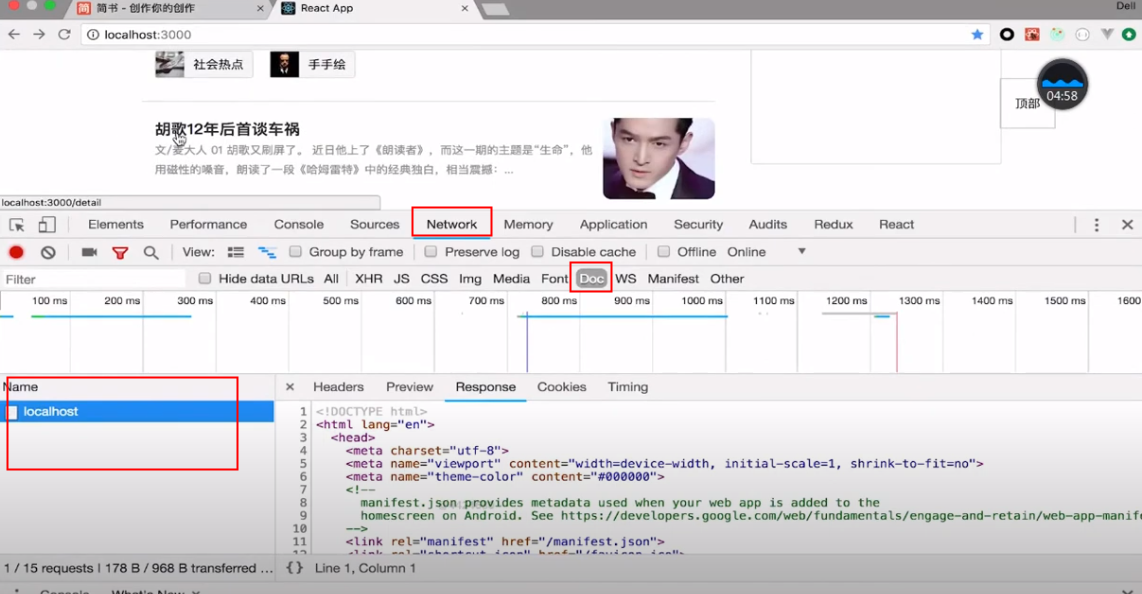 简书 - 创作你的创作
React App
Dell
localhost:3000
社会热点
手手绘
顶部
04:58
胡歌12年后首谈车祸
文/麦大人 01 胡歌又刷屏了。 近日他上了《朗读者》，而这一期的主题是“生命”，他
用磁性的嗓音，朗读了一段《哈姆雷特》中的经典独白，相当震撼：...
localhost:3000/detail
Elements Performance Console Sources Network Memory Application Security Audits Redux React
View: Group by frame Preserve log Disable cache Offline Online
Filter Hide data URLs All XHR JS CSS Img Media Font Doc WS Manifest Other
100 ms 200 ms 300 ms 400 ms 500 ms 600 ms 700 ms 800 ms 900 ms 1000 ms 1100 ms 1200 ms 1300 ms 1400 ms 1500 ms 1600
Name
Headers Preview Response Cookies Timing
localhost
1 <!DOCTYPE html>
2 <html lang="en">
3 <head>
4 <meta charset="utf-8">
5 <meta name="viewport" content="width=device-width, initial-scale=1, shrink-to-fit=no">
6 <meta name="theme-color" content="#000000">
7 <!--
8 manifest.json provides metadata used when your web app is added to the
9 homescreen on Android. See https://developers.google.com/web/fundamentals/engage-and-retain/web-app-manife
10 -->
11 <link rel="manifest" href="/manifest.json">
12 <link rel="shortcut icon" href="/favicon.ico">
1 / 15 requests | 178 B / 968 B transferred ...
{} Line 1, Column 1
Console What's New